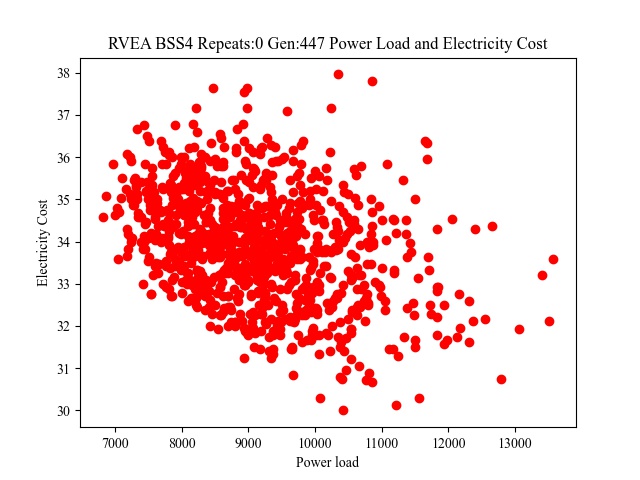 RVEA BSS4 Repeats:0 Gen:447 Power Load and Electricity Cost
38
37
36
35
34
33
32
31
30
Electricity Cost
7000 8000 9000 10000 11000 12000 13000
Power load